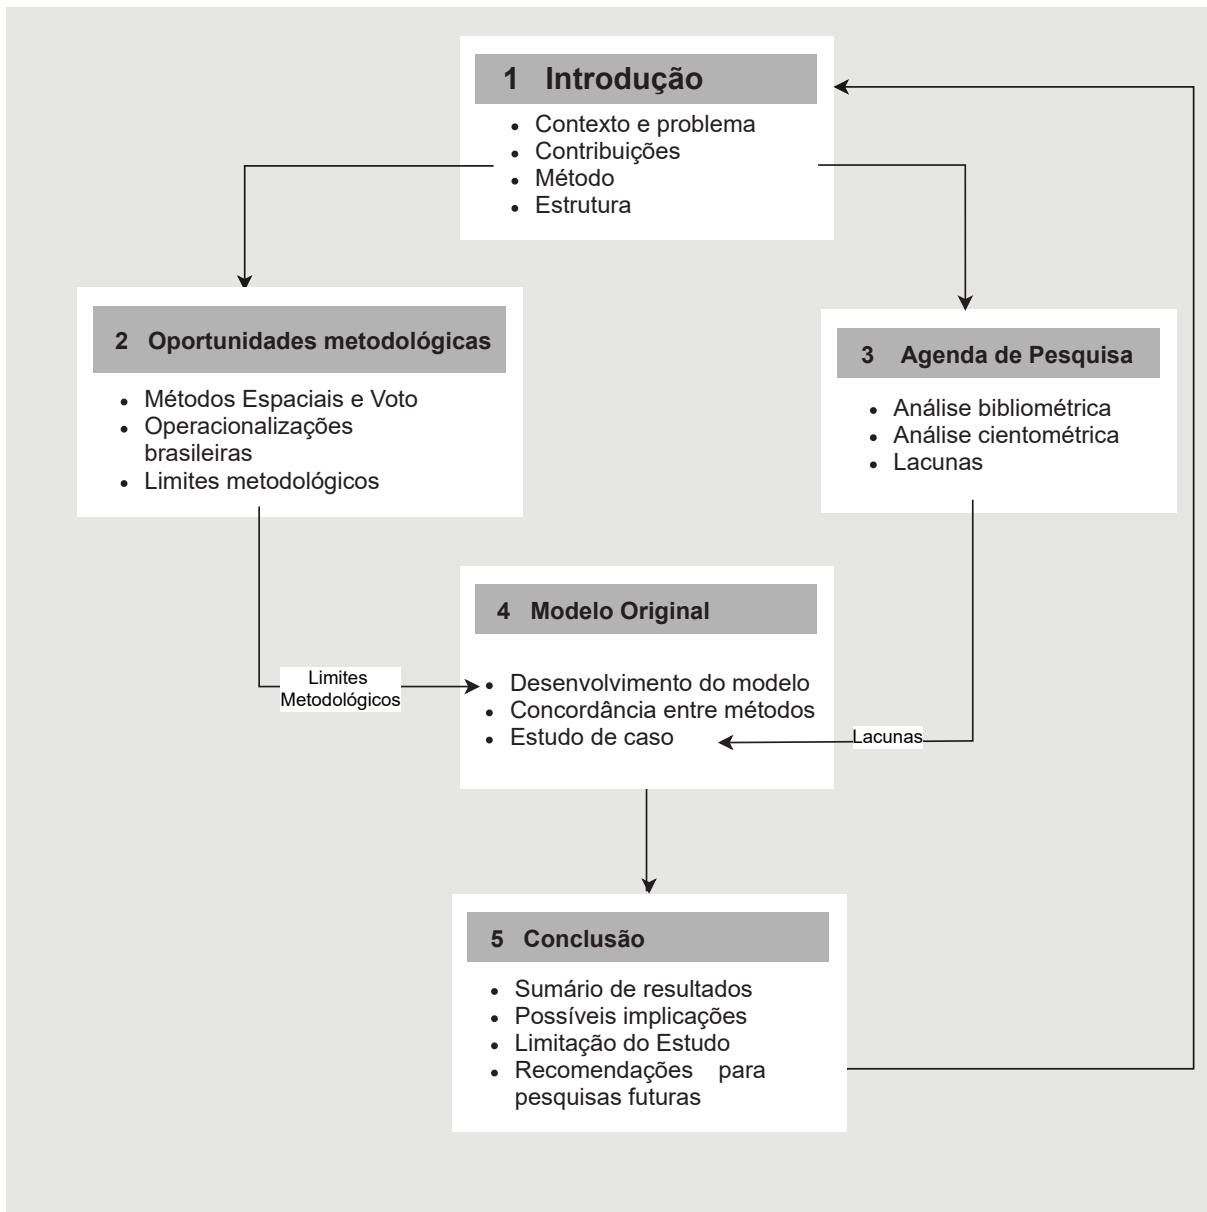 1 Introdução
• Contexto e problema
• Contribuições
• Método
• Estrutura
2 Oportunidades metodológicas
• Métodos Espaciais e Voto
• Operacionalizações
brasileiras
• Limites metodológicos
3 Agenda de Pesquisa
• Análise bibliométrica
• Análise cientométrica
• Lacunas
4 Modelo Original
• Desenvolvimento do modelo
• Concordância entre métodos
• Estudo de caso
Limites
Metodológicos
Lacunas
5 Conclusão
• Sumário de resultados
• Possíveis implicações
• Limitação do Estudo
• Recomendações para
pesquisas futuras